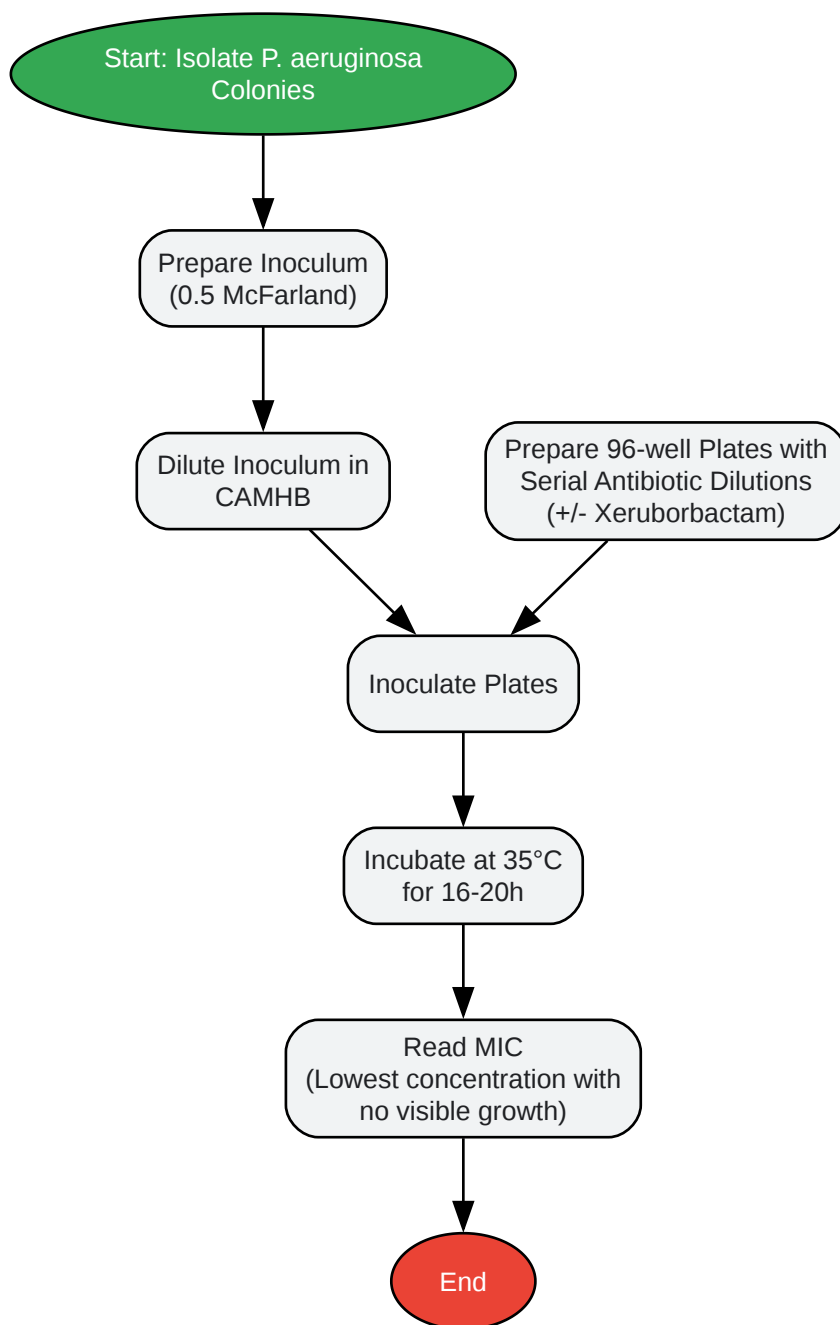 Start: Isolate P. aeruginosa
Colonies
Prepare Inoculum
(0.5 McFarland)
Dilute Inoculum in
CAMHB
Prepare 96-well Plates with
Serial Antibiotic Dilutions
(+/- Xeruborbactam)
Inoculate Plates
Incubate at 35°C
for 16-20h
Read MIC
(Lowest concentration with
no visible growth)
End